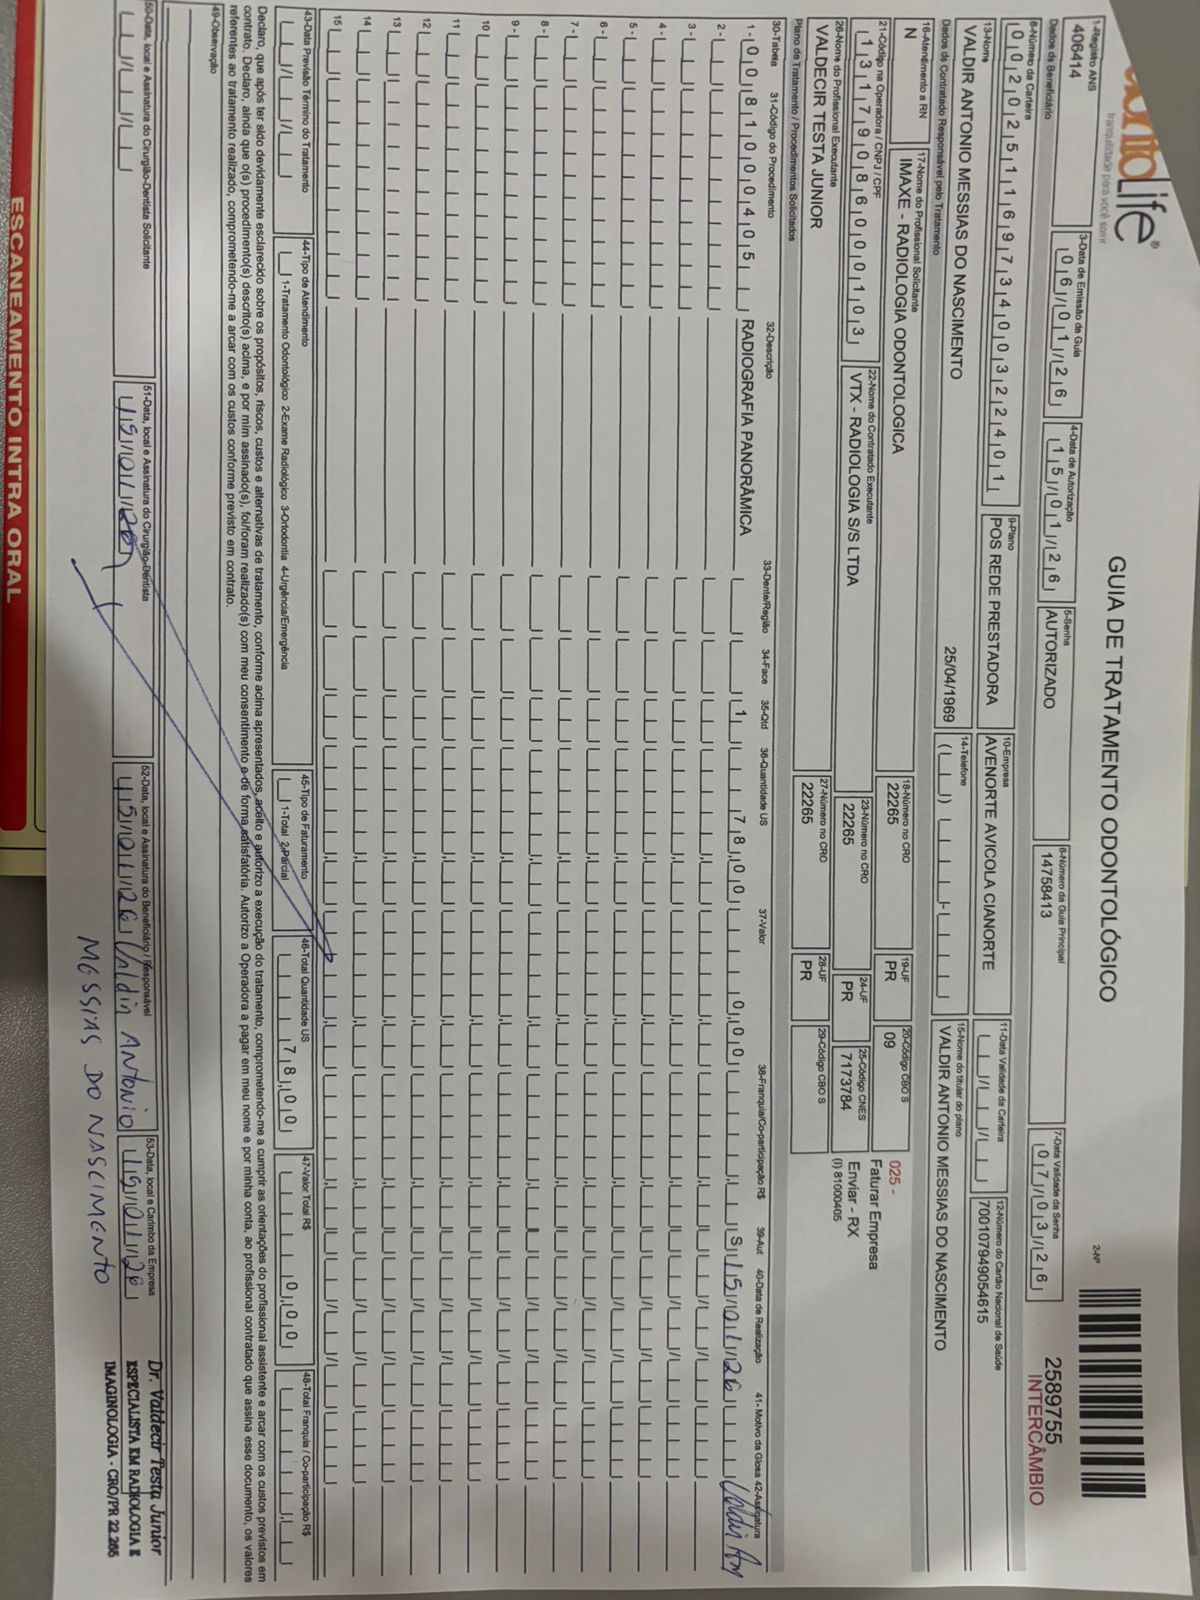 Life®
tranquilidade para você sorrir
GUIA DE TRATAMENTO ODONTOLÓGICO
2-Nº
2589755
INTERCÂMBIO
1-Registro ANS
406414
3-Data de Emissão da Guia
06/01/26
4-Data de Autorização
15/01/26
5-Senha
AUTORIZADO
6-Número da Guia Principal
14758413
7-Data Validade da Senha
07/03/26
Dados do Beneficiário
8-Número da Carteira
00202511697340032240 1
9-Plano
POS REDE PRESTADORA
10-Empresa
AVENORTE AVICOLA CIANORTE
11-Data Validade da Carteira
12-Número do Cartão Nacional de Saúde
700107949054615
13-Nome
VALDIR ANTONIO MESSIAS DO NASCIMENTO
25/04/1969
14-Telefone
15-Nome do titular do plano
VALDIR ANTONIO MESSIAS DO NASCIMENTO
Dados do Contratado Responsável pelo Tratamento
16-Atendimento a RN
N
17-Nome do Profissional Solicitante
IMAXE - RADIOLOGIA ODONTOLOGICA
18-Número no CRO
22265
19-UF
PR
20-Código CBO S
09
025 -
Faturar Empresa
Enviar - RX
(I) 81000405
21-Código na Operadora / CNPJ / CPF
13179086000103
22-Nome do Contratado Executante
VTX - RADIOLOGIA S/S LTDA
23-Número no CRO
22265
24-UF
PR
25-Código CNES
7173784
26-Nome do Profissional Executante
VALDECIR TESTA JUNIOR
27-Número no CRO
22265
28-UF
PR
29-Código CBO S
Plano de Tratamento / Procedimentos Solicitados
30-Tabela 31-Código do Procedimento 32-Descrição 33-Dente/Região 34-Face 35-Qtd 36-Quantidade US 37-Valor 38-Franquia/Co-participação R$ 39-Aut 40-Data de Realização 41- Motivo da Glosa 42-Assinatura
1- 00 81000405 RADIOGRAFIA PANORÂMICA 1 78,00 0,00 S 15/01/26 Valdir An
2-
3-
4-
5-
6-
7-
8-
9-
10
11
12
13
14
15
43-Data Previsão Término do Tratamento
44-Tipo de Atendimento
1-Tratamento Odontológico 2-Exame Radiológico 3-Ortodontia 4-Urgência/Emergência
45-Tipo de Faturamento
1-Total 2-Parcial
46-Total Quantidade US
78,00
47-Valor Total R$
0,00
48-Total Franquia / Co-participação R$
Declaro, que após ter sido devidamente esclarecido sobre os propósitos, riscos, custos e alternativas de tratamento, conforme acima apresentados, aceito e autorizo a execução do tratamento, comprometendo-me a cumprir as orientações do profissional assistente e arcar com os custos previstos em
contrato. Declaro, ainda que o(s) procedimento(s) descrito(s) acima, e por mim assinado(s), foi/foram realizado(s) com meu consentimento e de forma satisfatória. Autorizo a Operadora a pagar em meu nome e por minha conta, ao profissional contratado que assina esse documento, os valores
referentes ao tratamento realizado, comprometendo-me a arcar com os custos conforme previsto em contrato.
49-Observação
50-Data, local e Assinatura do Cirurgião-Dentista Solicitante
51-Data, local e Assinatura do Cirurgião-Dentista
15/01/26
52-Data, local e Assinatura do Beneficiário / Responsável
15/01/26 Valdir Antonio
MESSIAS DO NASCIMENTO
53-Data, local e Carimbo da Empresa
15/01/26
Dr. Valdecir Testa Junior
ESPECIALISTA EM RADIOLOGIA E
IMAGINOLOGIA - CRO/PR 22.265
ESCANEAMENTO INTRA ORAL